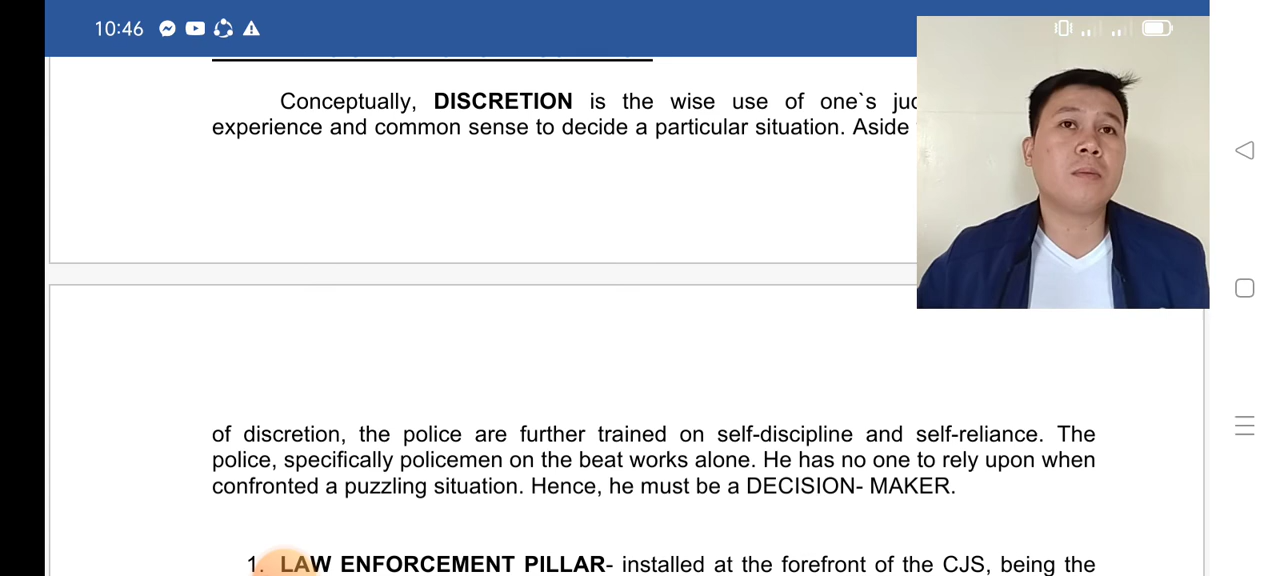 10:46
Conceptually, DISCRETION is the wise use of one`s
experience and common sense to decide a particular situation. Aside
of discretion, the police are further trained on self-discipline and self-reliance. The
police, specifically policemen on the beat works alone. He has no one to rely upon when
confronted a puzzling situation. Hence, he must be a DECISION- MAKER.
1. LAW ENFORCEMENT PILLAR- installed at the forefront of the CJS, being the